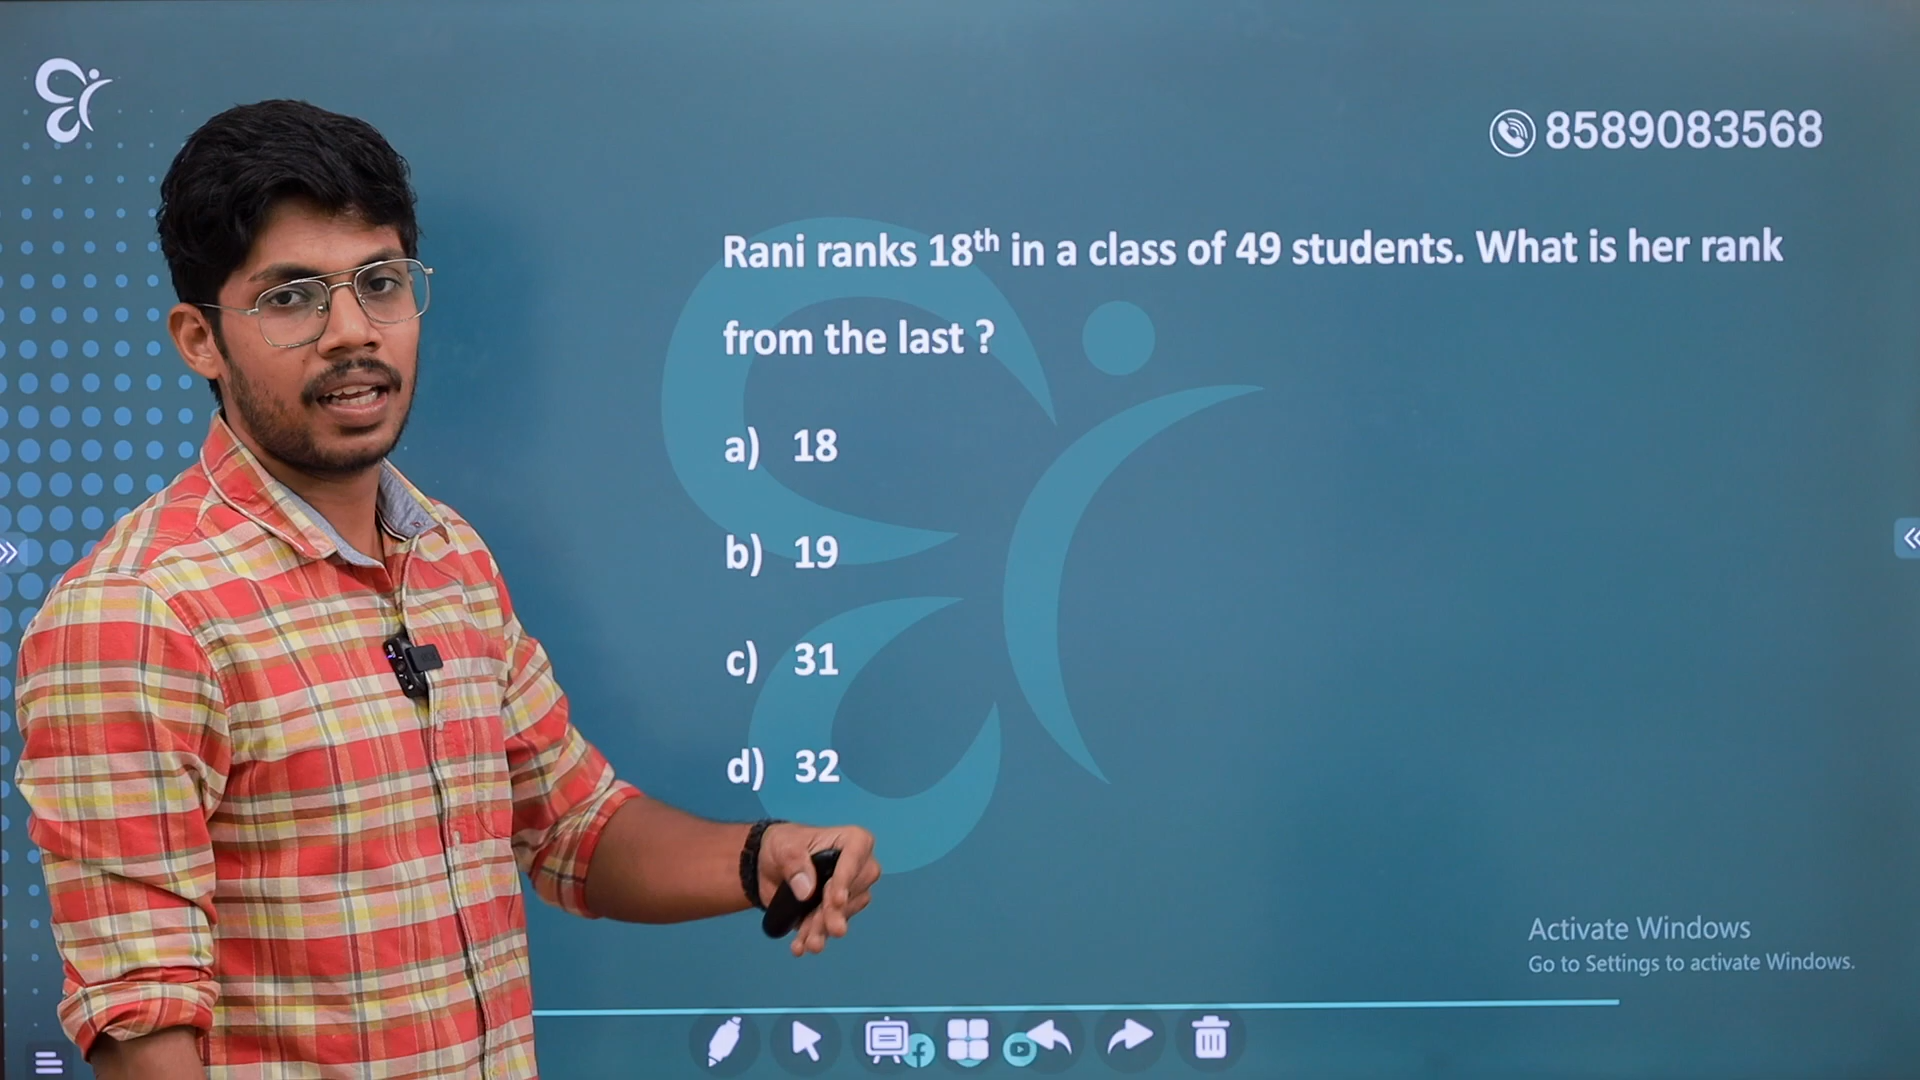 8589083568
Rani ranks 18th in a class of 49 students. What is her rank
from the last ?
a) 18
b) 19
c) 31
d) 32
Activate Windows
Go to Settings to activate Windows.